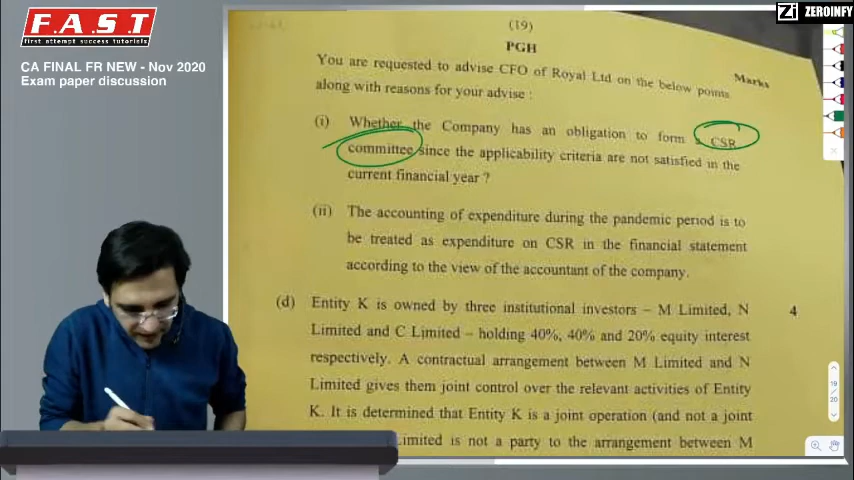 F.A.S.T
first attempt success tutorials
CA FINAL FR NEW - Nov 2020
Exam paper discussion
Zi ZEROINFY
(19)
PGH
Marks
You are requested to advise CFO of Royal Ltd on the below points
along with reasons for your advise :
(i) Whether the Company has an obligation to form a CSR
committee since the applicability criteria are not satisfied in the
current financial year ?
(ii) The accounting of expenditure during the pandemic period is to
be treated as expenditure on CSR in the financial statement
according to the view of the accountant of the company.
(d) Entity K is owned by three institutional investors – M Limited, N 4
Limited and C Limited – holding 40%, 40% and 20% equity interest
respectively. A contractual arrangement between M Limited and N
Limited gives them joint control over the relevant activities of Entity
K. It is determined that Entity K is a joint operation (and not a joint
Limited is not a party to the arrangement between M
19
20